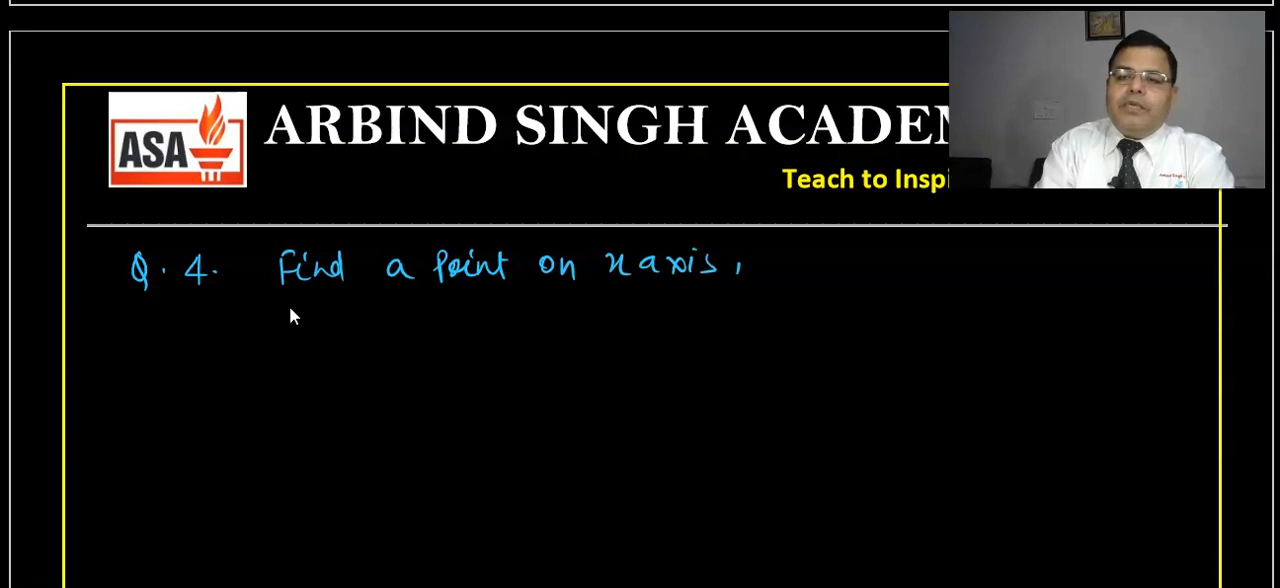 ASA
ARBIND SINGH ACADEM
Teach to Inspi
Q. 4. Find a point on x axis,